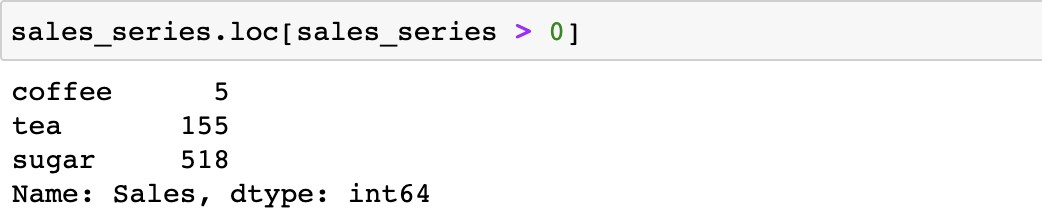 sales_series.loc[sales_series > 0]
coffee      5
tea       155
sugar     518
Name: Sales, dtype: int64